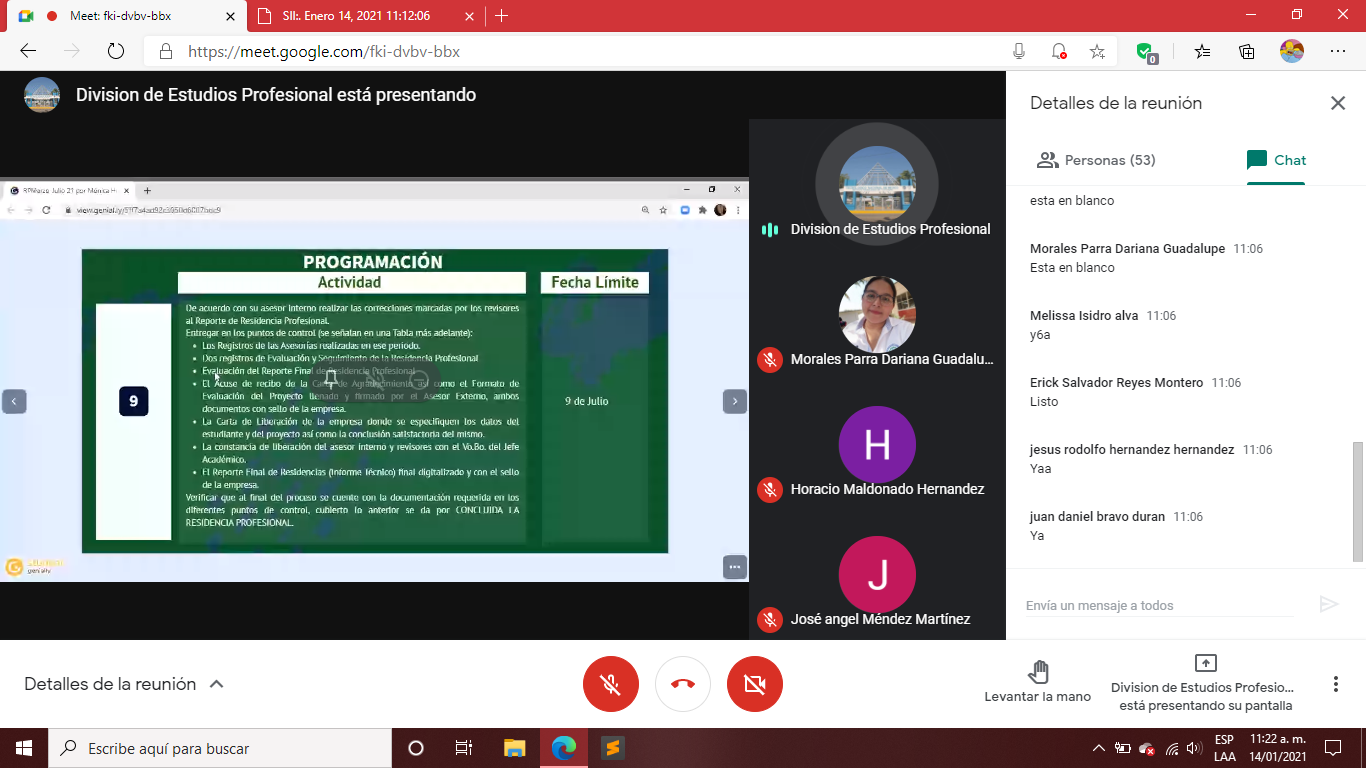 Meet: fki-dvbv-bbx
SII:. Enero 14, 2021 11:12:06
https://meet.google.com/fki-dvbv-bbx
0
Division de Estudios Profesional está presentando
Detalles de la reunión
Personas (53)
Chat
esta en blanco
Morales Parra Dariana Guadalupe 11:06
Esta en blanco
Melissa Isidro alva 11:06
y6a
Erick Salvador Reyes Montero 11:06
Listo
jesus rodolfo hernandez hernandez 11:06
Yaa
juan daniel bravo duran 11:06
Ya
Envía un mensaje a todos
Julio 21 por Mónica H
PROGRAMACIÓN
Actividad
Fecha Límite
9
De acuerdo con su asesor interno realizar las correcciones marcadas por los revisores
al Reporte de Residencia Profesional.
Entregar en los puntos de control (se señalan en una Tabla más adelante):
Los Registros de las Asesorías realizadas en ese período.
Dos registros de Evaluación y Seguimiento de la Residencia Profesional
Evaluación del Reporte Final de Residencia Profesional
El Acuse de recibo de la Carta de Agradecimiento así como el Formato de
Evaluación del Proyecto llenado y firmado por el Asesor Externo, ambos
documentos con sello de la empresa.
La Carta de Liberación de la empresa donde se especifiquen los datos del
estudiante y del proyecto así como la conclusión satisfactoria del mismo.
La constancia de liberación del asesor interno y revisores con el Vo.Bo. del Jefe
Académico.
El Reporte Final de Residencias (Informe Técnico) final digitalizado y con el sello
de la empresa.
Verificar que al final del proceso se cuente con la documentación requerida en los
diferentes puntos de control, cubierto lo anterior se da por CONCLUIDA LA
RESIDENCIA PROFESIONAL.
9 de Julio
genially
Division de Estudios Profesional
Morales Parra Dariana Guadalu...
H
Horacio Maldonado Hernandez
J
José angel Méndez Martínez
Detalles de la reunión
Levantar la mano
Division de Estudios Profesio...
está presentando su pantalla
Escribe aquí para buscar
ESP
LAA
11:22 a. m.
14/01/2021